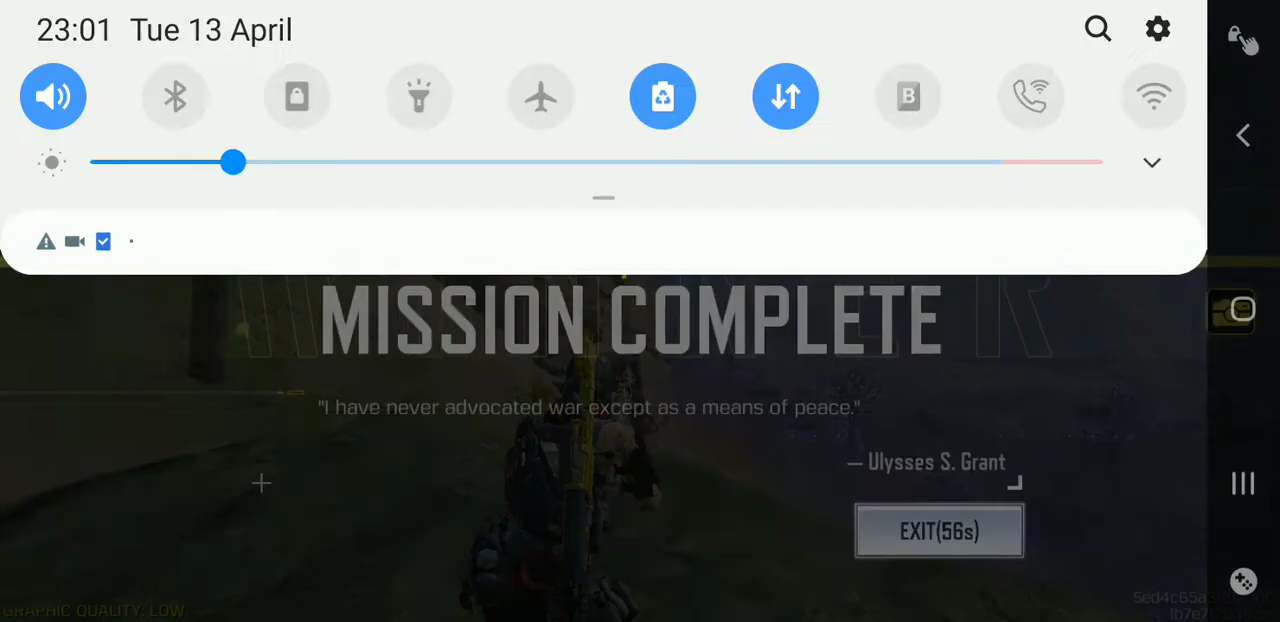 23:01 Tue 13 April
B
MISSION COMPLETE
"I have never advocated war except as a means of peace."
— Ulysses S. Grant
EXIT(56s)
GRAPHIC QUALITY: LOW